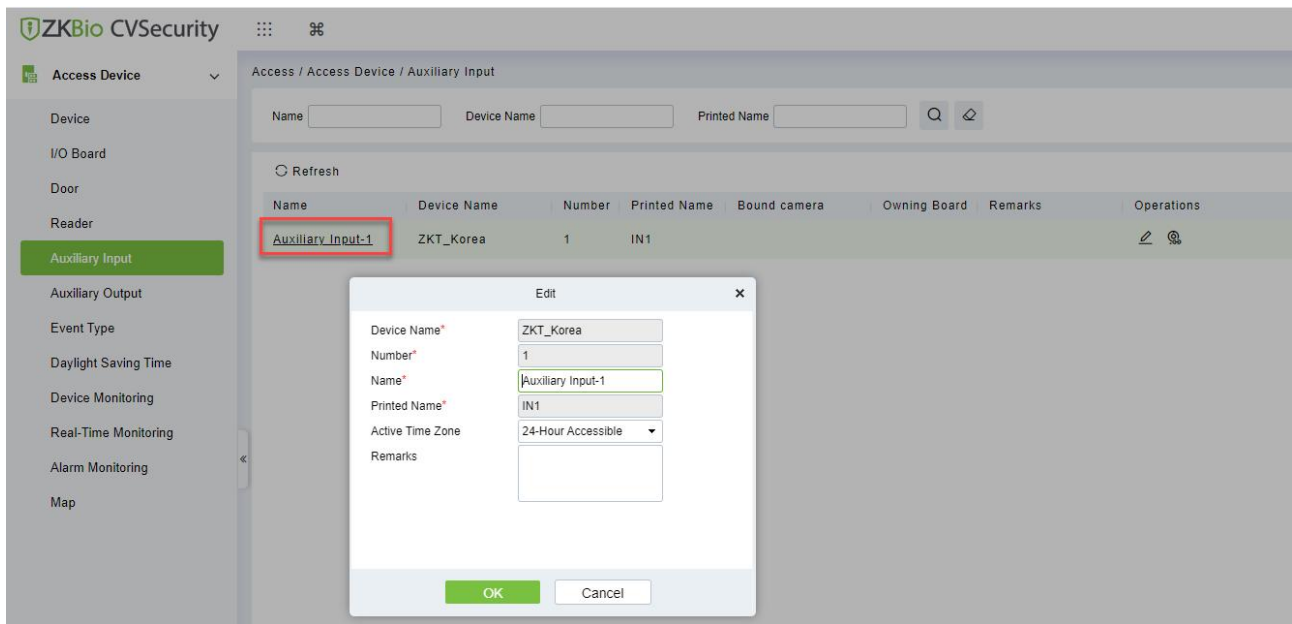 ZKBio CVSecurity
Access Device
Access / Access Device / Auxiliary Input
Device
I/O Board
Door
Reader
Auxiliary Input
Auxiliary Output
Event Type
Daylight Saving Time
Device Monitoring
Real-Time Monitoring
Alarm Monitoring
Map
Name Device Name Printed Name
Refresh
Name Device Name Number Printed Name Bound camera Owning Board Remarks Operations
Auxiliary Input-1 ZKT_Korea 1 IN1
Edit
Device Name* ZKT_Korea
Number* 1
Name* Auxiliary Input-1
Printed Name* IN1
Active Time Zone 24-Hour Accessible
Remarks
OK Cancel